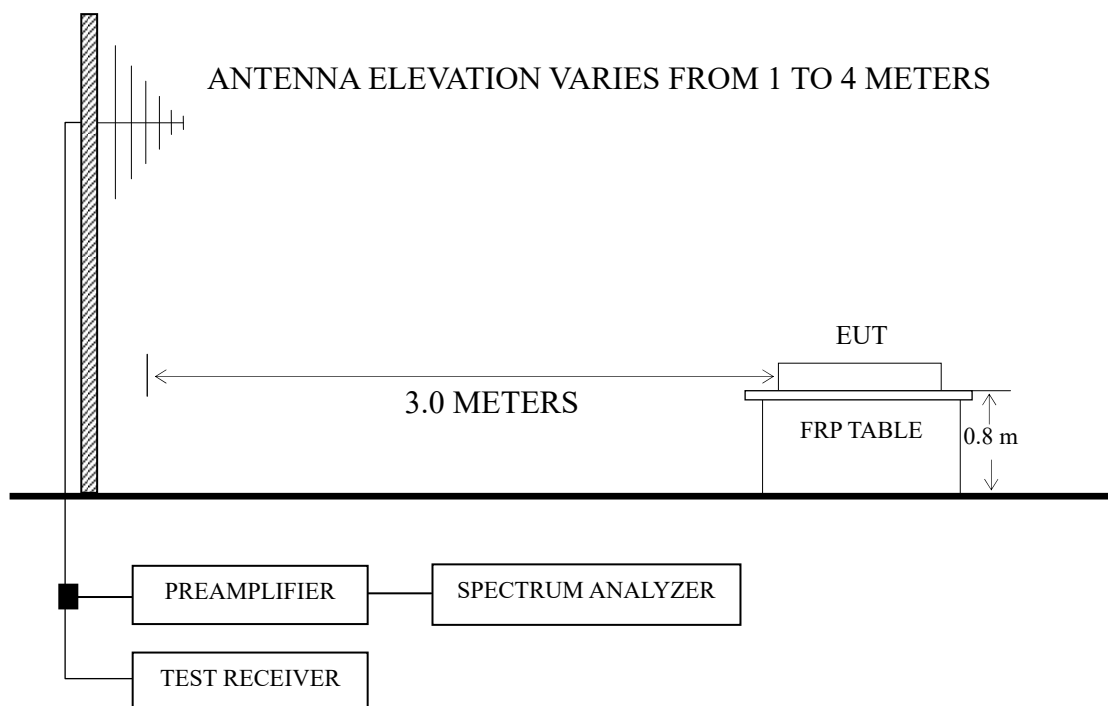 ANTENNA ELEVATION VARIES FROM 1 TO 4 METERS
EUT
3.0 METERS
FRP TABLE
0.8 m
PREAMPLIFIER
SPECTRUM ANALYZER
TEST RECEIVER